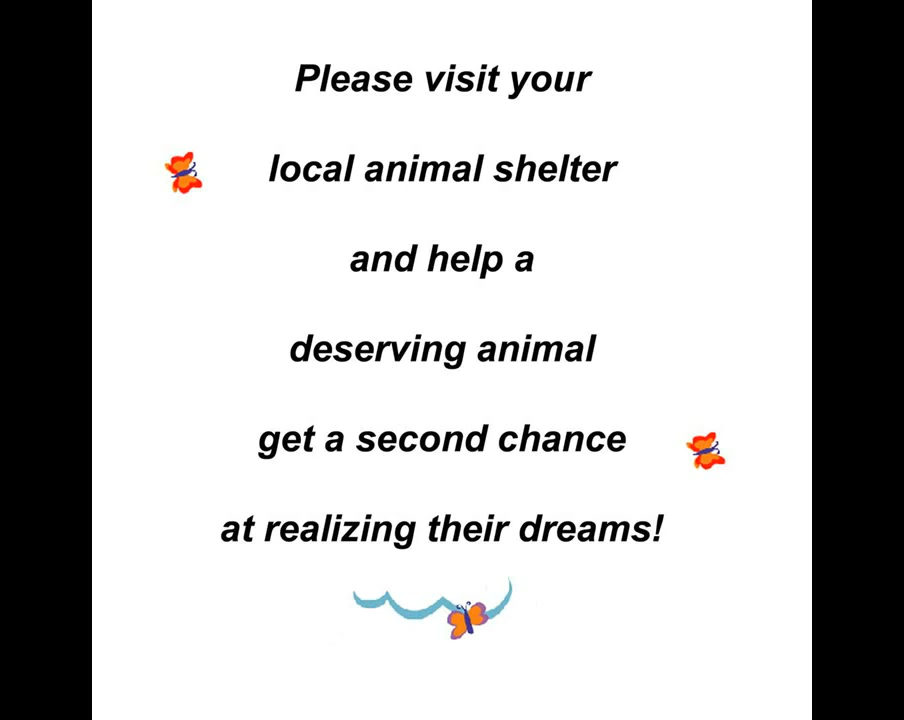 Please visit your
local animal shelter
and help a
deserving animal
get a second chance
at realizing their dreams!